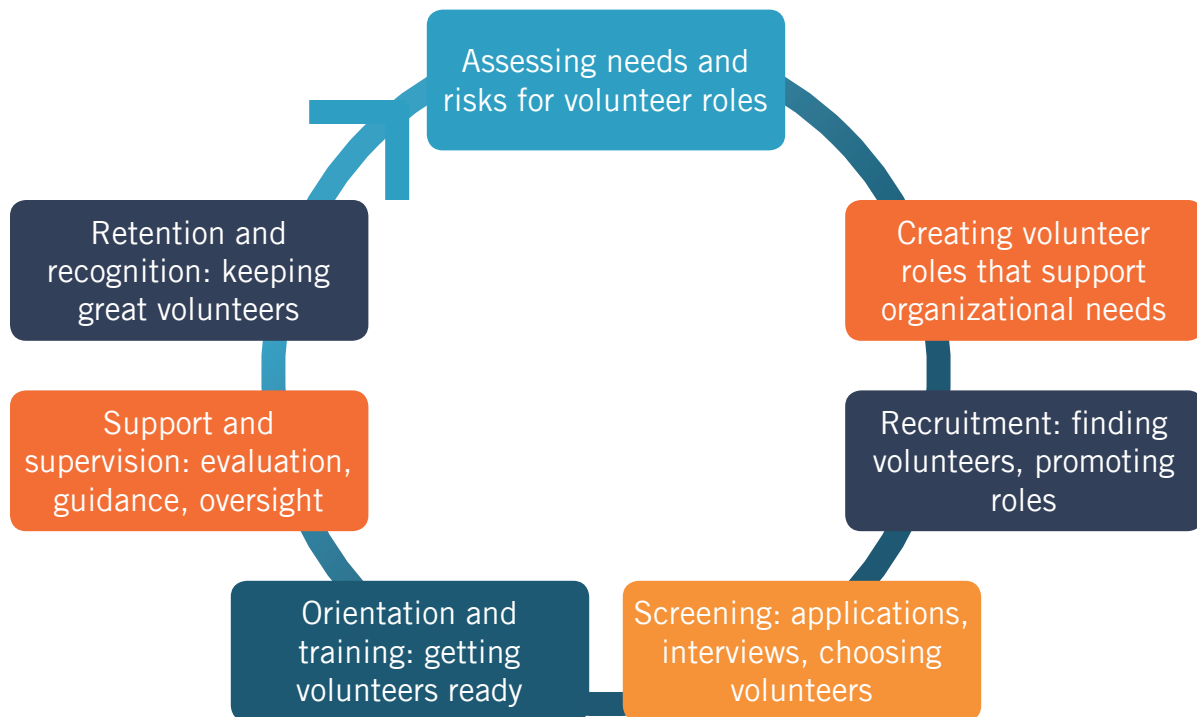 Assessing needs and
risks for volunteer roles
Creating volunteer
roles that support
organizational needs
Recruitment: finding
volunteers, promoting
roles
Screening: applications,
interviews, choosing
volunteers
Orientation and
training: getting
volunteers ready
Support and
supervision: evaluation,
guidance, oversight
Retention and
recognition: keeping
great volunteers